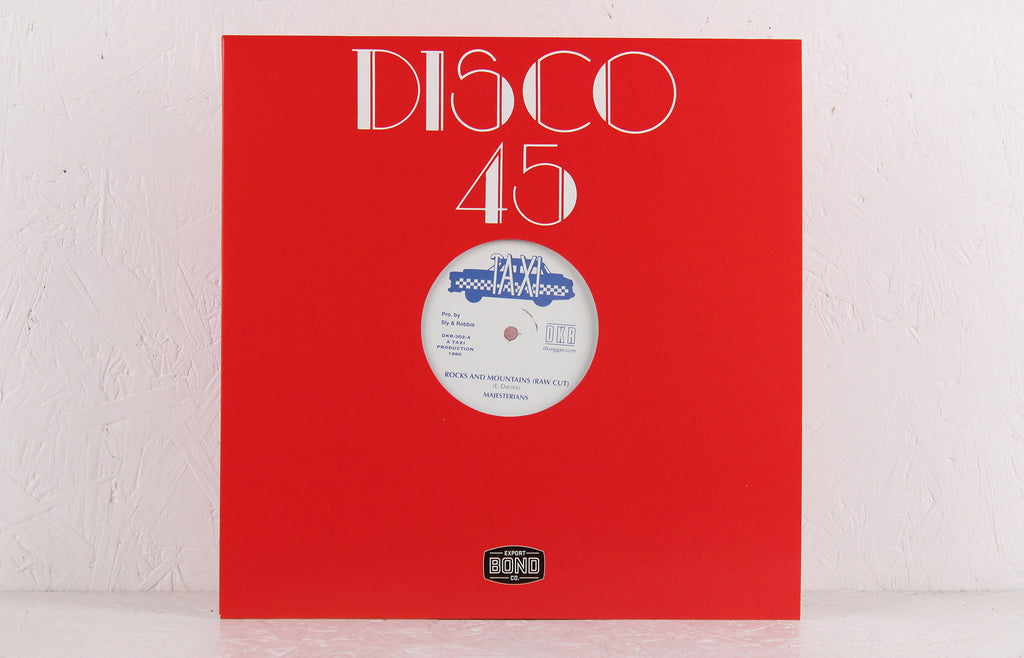 DISCO
45
TAXI
Pro. by
Sly & Robbie
DKR-302-A
A TAXI
PRODUCTION
1980
DKR
dkreggae.com
ROCKS AND MOUNTAINS (RAW CUT)
(E. Dacres)
MAJESTERIANS
EXPORT
BOND
CO.